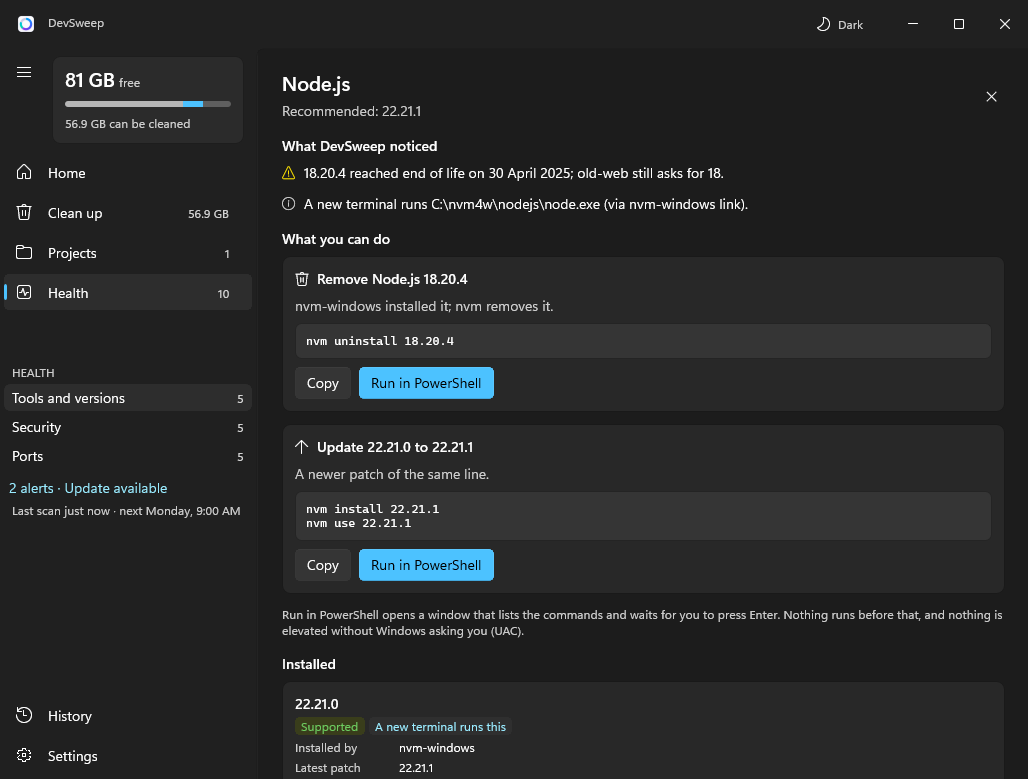 DevSweep
Dark
81 GB free
56.9 GB can be cleaned
Home
Clean up 56.9 GB
Projects 1
Health 10
HEALTH
Tools and versions 5
Security 5
Ports 5
2 alerts · Update available
Last scan just now · next Monday, 9:00 AM
History
Settings
Node.js
Recommended: 22.21.1
What DevSweep noticed
18.20.4 reached end of life on 30 April 2025; old-web still asks for 18.
A new terminal runs C:\nvm4w\nodejs\node.exe (via nvm-windows link).
What you can do
Remove Node.js 18.20.4
nvm-windows installed it; nvm removes it.
nvm uninstall 18.20.4
Copy Run in PowerShell
Update 22.21.0 to 22.21.1
A newer patch of the same line.
nvm install 22.21.1
nvm use 22.21.1
Copy Run in PowerShell
Run in PowerShell opens a window that lists the commands and waits for you to press Enter. Nothing runs before that, and nothing is
elevated without Windows asking you (UAC).
Installed
22.21.0
Supported A new terminal runs this
Installed by nvm-windows
Latest patch 22.21.1